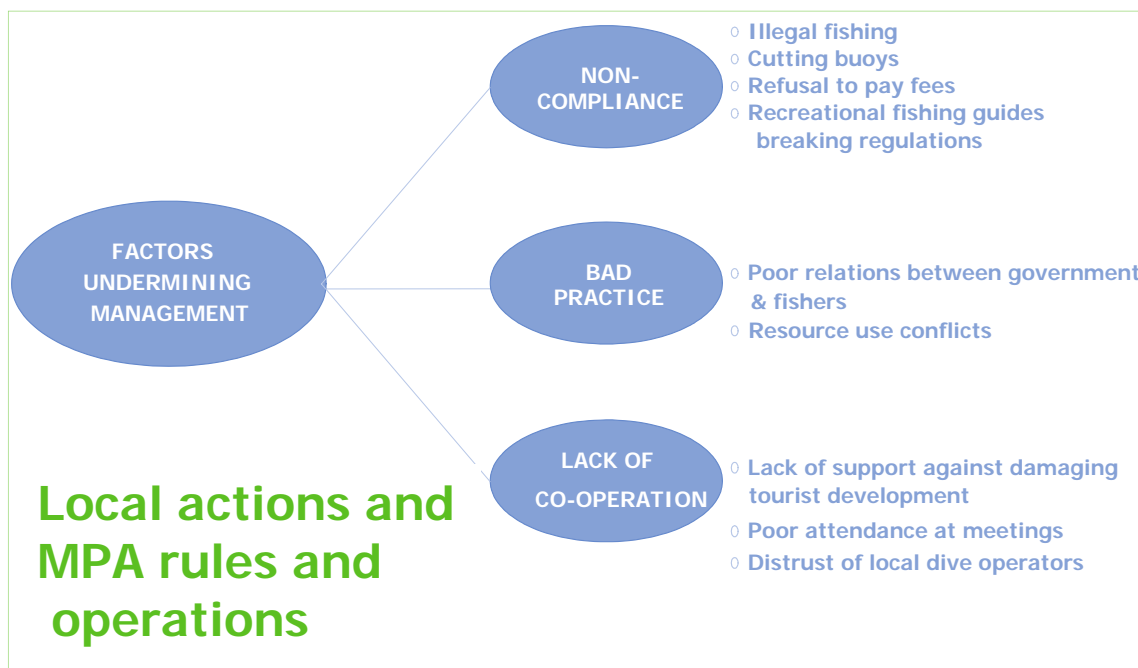 FACTORS
UNDERMINING
MANAGEMENT
NON-
COMPLIANCE
○ Illegal fishing
○ Cutting buoys
○ Refusal to pay fees
○ Recreational fishing guides
breaking regulations
BAD
PRACTICE
○ Poor relations between government
& fishers
○ Resource use conflicts
LACK OF
CO-OPERATION
○ Lack of support against damaging
tourist development
○ Poor attendance at meetings
○ Distrust of local dive operators
Local actions and
MPA rules and
operations